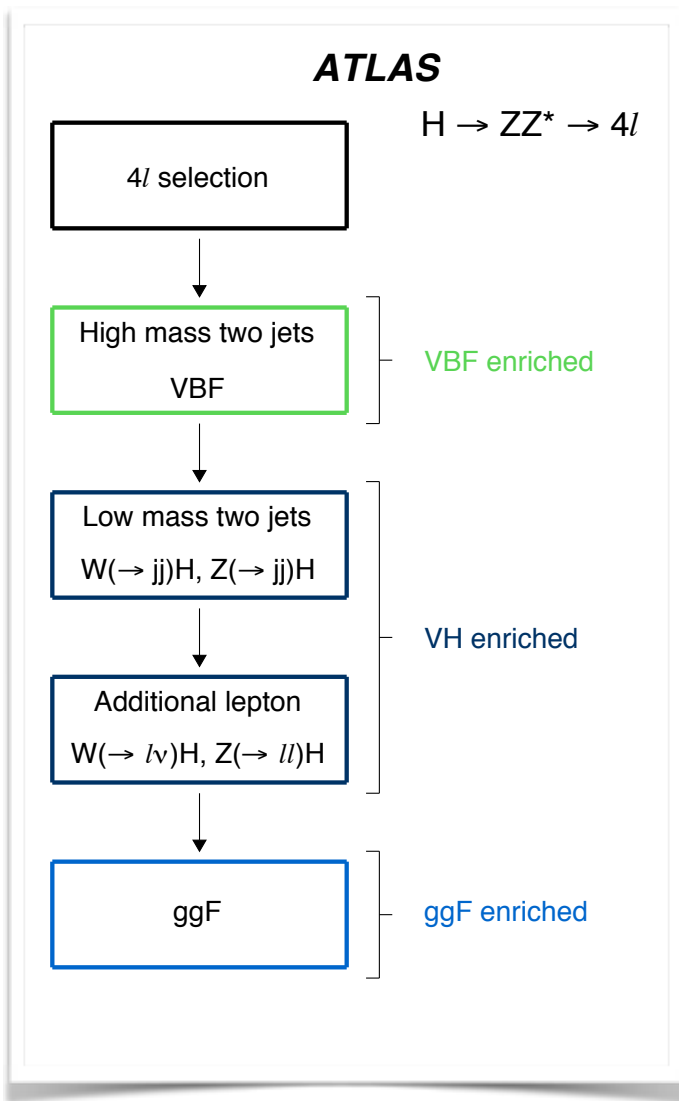 ATLAS
H → ZZ* → 4l
4l selection
High mass two jets
VBF
VBF enriched
Low mass two jets
W(→ jj)H, Z(→ jj)H
VH enriched
Additional lepton
W(→ lν)H, Z(→ ll)H
ggF
ggF enriched